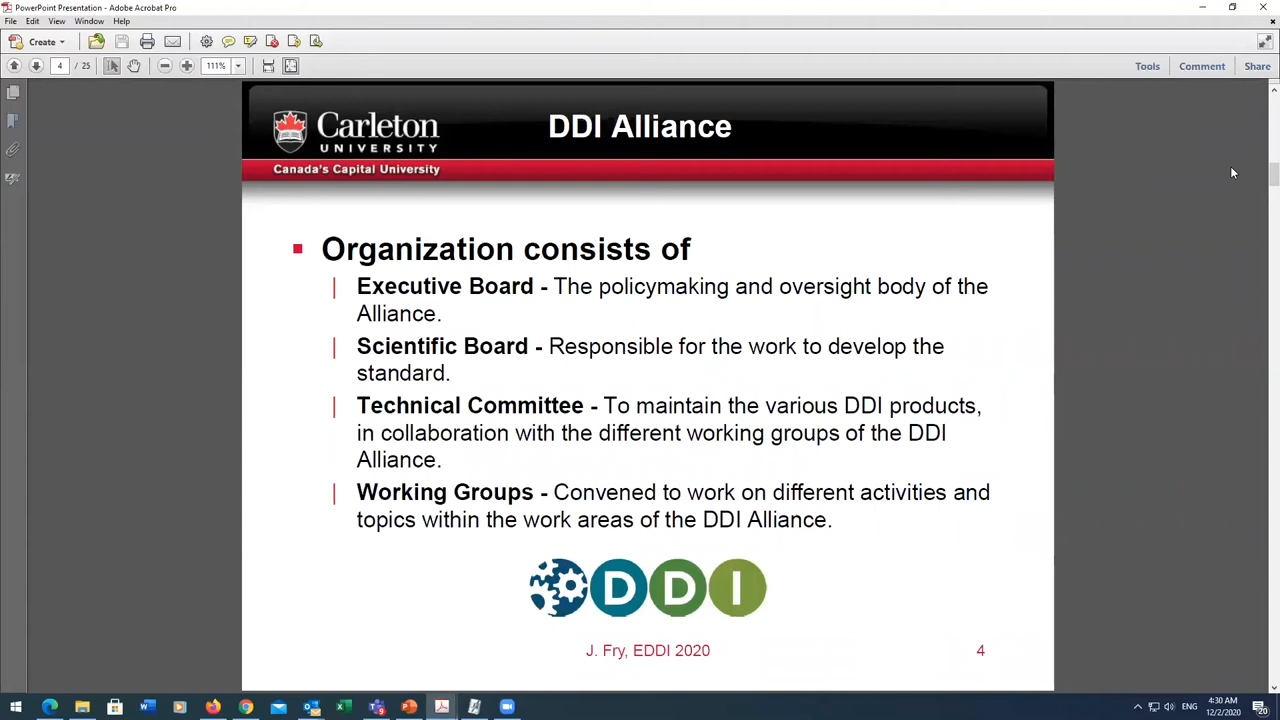 PowerPoint Presentation - Adobe Acrobat Pro
File Edit View Window Help
Create
4 / 25 111% Tools Comment Share
Carleton
UNIVERSITY
Canada's Capital University
DDI Alliance
Organization consists of
Executive Board - The policymaking and oversight body of the
Alliance.
Scientific Board - Responsible for the work to develop the
standard.
Technical Committee - To maintain the various DDI products,
in collaboration with the different working groups of the DDI
Alliance.
Working Groups - Convened to work on different activities and
topics within the work areas of the DDI Alliance.
DDI
J. Fry, EDDI 2020 4
ENG
4:30 AM
12/2/2020
20